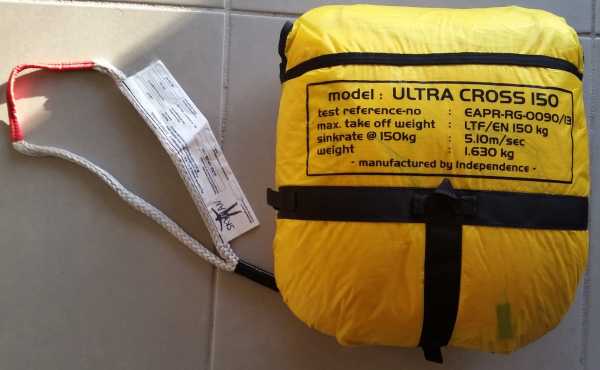 model : ULTRA CROSS 150
test reference-no : EAPR-RG-0090/13
max. take off weight : LTF/EN 150 kg
sinkrate @ 150kg : 5.10m/sec
weight : 1.630 kg
- manufactured by Independence -